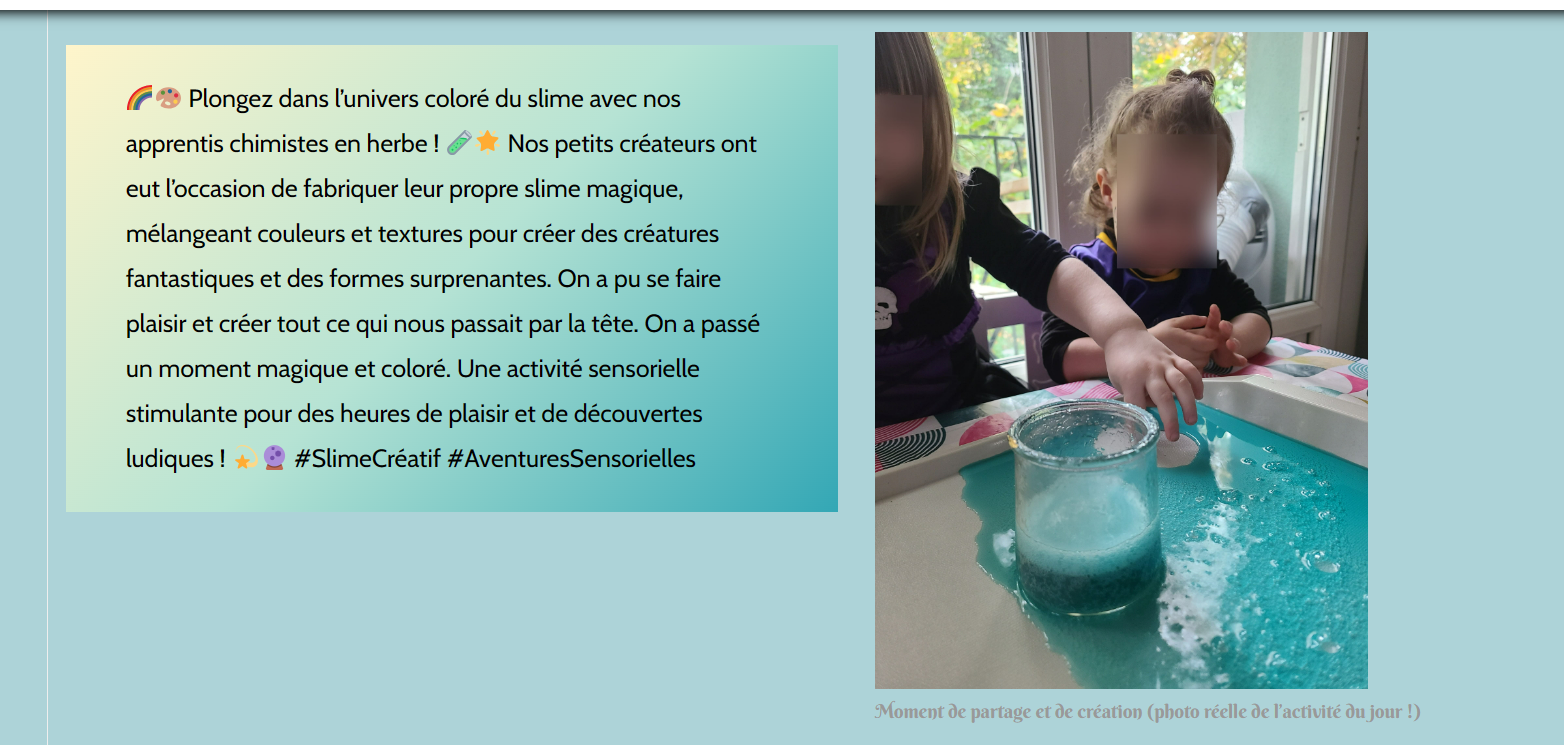 🌈🎨 Plongez dans l’univers coloré du slime avec nos
apprentis chimistes en herbe ! 🧪⭐ Nos petits créateurs ont
eut l’occasion de fabriquer leur propre slime magique,
mélangeant couleurs et textures pour créer des créatures
fantastiques et des formes surprenantes. On a pu se faire
plaisir et créer tout ce qui nous passait par la tête. On a passé
un moment magique et coloré. Une activité sensorielle
stimulante pour des heures de plaisir et de découvertes
ludiques ! 💫🔮 #SlimeCréatif #AventuresSensorielles
Moment de partage et de création (photo réelle de l'activité du jour !)